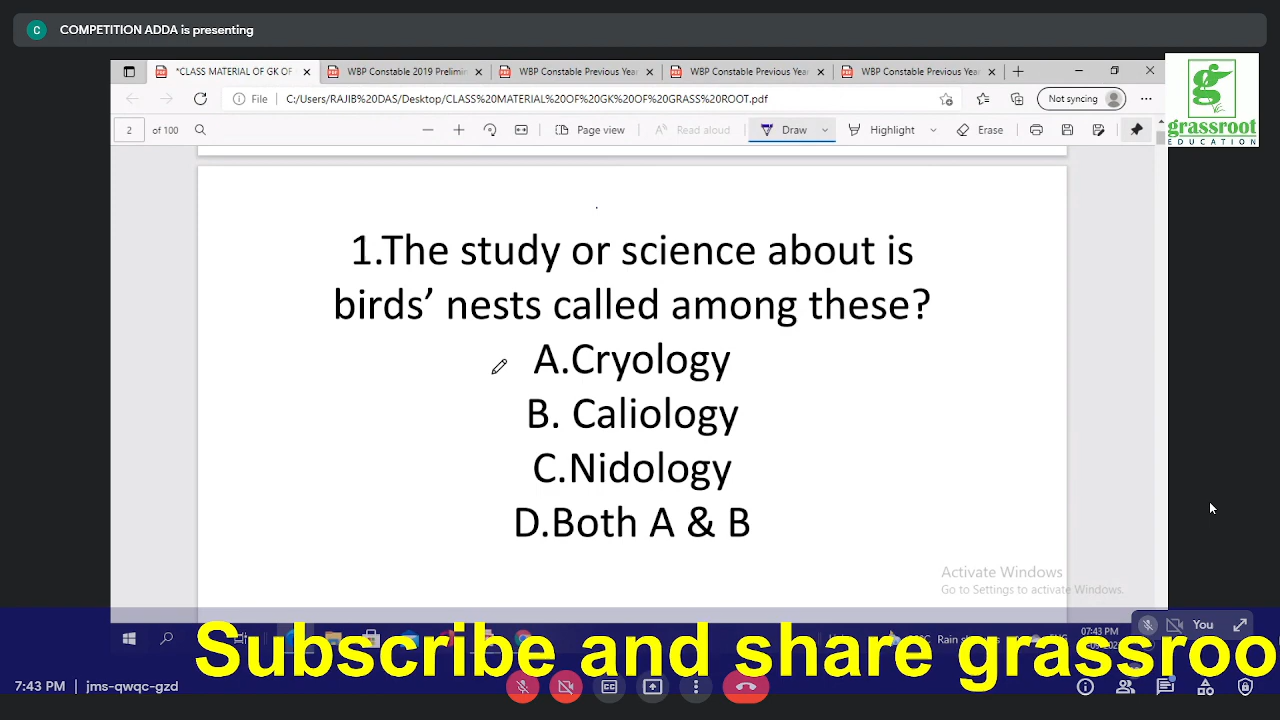 C COMPETITION ADDA is presenting
*CLASS MATERIAL OF GK OF
WBP Constable 2019 Prelimin
WBP Constable Previous Year
WBP Constable Previous Year
WBP Constable Previous Year
File C:/Users/RAJIB%20DAS/Desktop/CLASS%20MATERIAL%20OF%20GK%20OF%20GRASS%20ROOT.pdf Not syncing
2 of 100 Page view Read aloud Draw Highlight Erase
grassroot
EDUCATION
1.The study or science about is
birds’ nests called among these?
A.Cryology
B. Caliology
C.Nidology
D.Both A & B
Activate Windows
Go to Settings to activate Windows.
You
07:43 PM
Subscribe and share grassroo
7:43 PM jms-qwqc-gzd